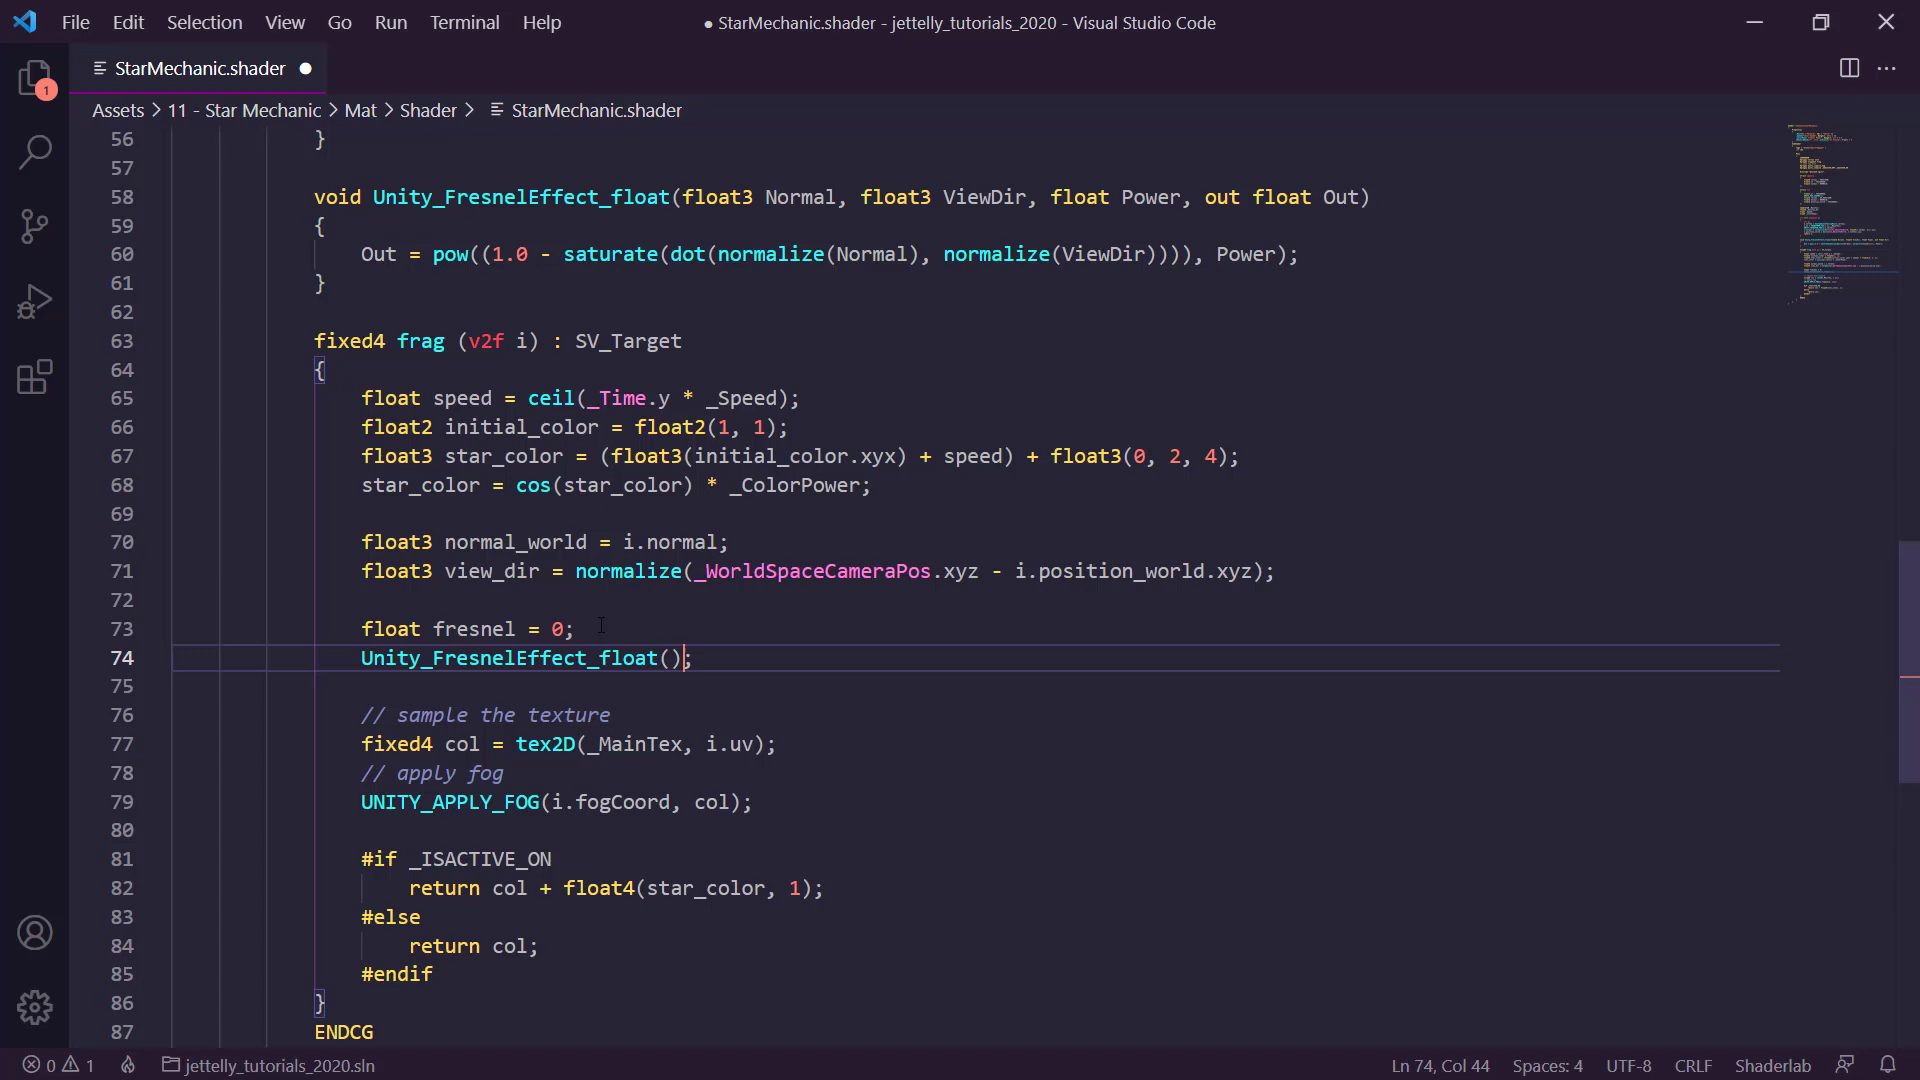 File Edit Selection View Go Run Terminal Help
● StarMechanic.shader - jettelly_tutorials_2020 - Visual Studio Code
StarMechanic.shader ●
1
Assets > 11 - Star Mechanic > Mat > Shader > StarMechanic.shader
56 }
57
58 void Unity_FresnelEffect_float(float3 Normal, float3 ViewDir, float Power, out float Out)
59 {
60 Out = pow((1.0 - saturate(dot(normalize(Normal), normalize(ViewDir)))), Power);
61 }
62
63 fixed4 frag (v2f i) : SV_Target
64 {
65 float speed = ceil(_Time.y * _Speed);
66 float2 initial_color = float2(1, 1);
67 float3 star_color = (float3(initial_color.xyx) + speed) + float3(0, 2, 4);
68 star_color = cos(star_color) * _ColorPower;
69
70 float3 normal_world = i.normal;
71 float3 view_dir = normalize(_WorldSpaceCameraPos.xyz - i.position_world.xyz);
72
73 float fresnel = 0;
74 Unity_FresnelEffect_float();
75
76 // sample the texture
77 fixed4 col = tex2D(_MainTex, i.uv);
78 // apply fog
79 UNITY_APPLY_FOG(i.fogCoord, col);
80
81 #if _ISACTIVE_ON
82 return col + float4(star_color, 1);
83 #else
84 return col;
85 #endif
86 }
87 ENDCG
0 1 jettelly_tutorials_2020.sln Ln 74, Col 44 Spaces: 4 UTF-8 CRLF Shaderlab